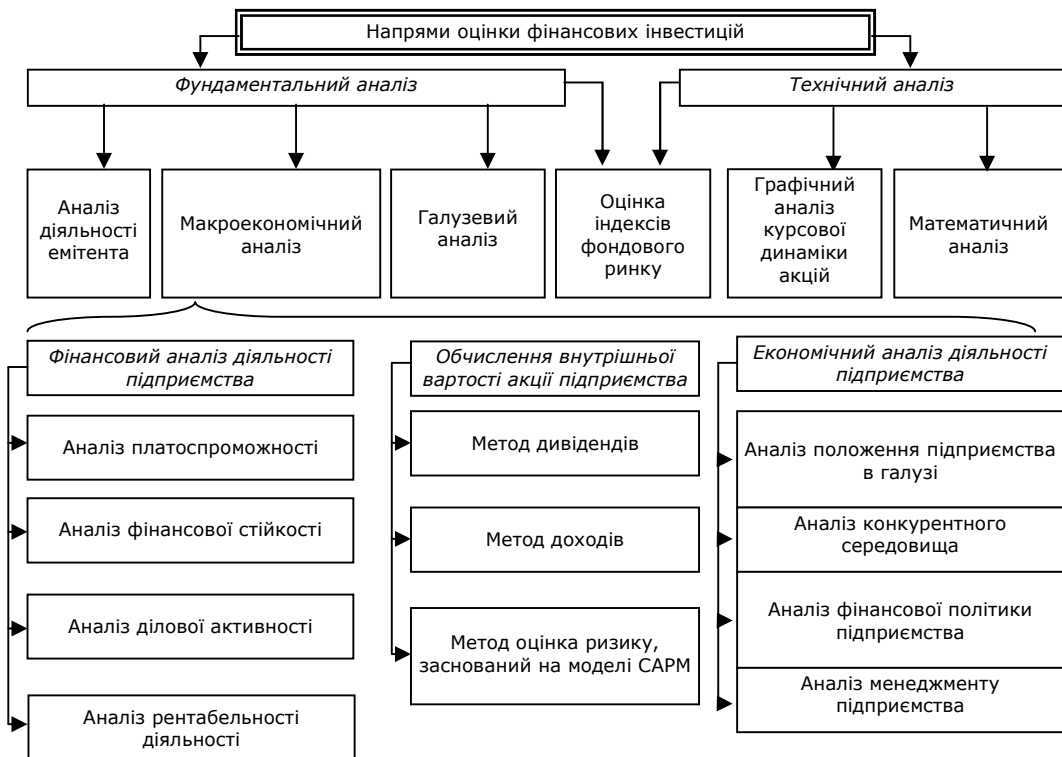 Напрями оцінки фінансових інвестицій
Фундаментальний аналіз
Технічний аналіз
Аналіз
діяльності
емітента
Макроекономічний
аналіз
Галузевий
аналіз
Оцінка
індексів
фондового
ринку
Графічний
аналіз
курсової
динаміки
акцій
Математичний
аналіз
Фінансовий аналіз діяльності
підприємства
Аналіз платоспроможності
Аналіз фінансової стійкості
Аналіз ділової активності
Аналіз рентабельності
діяльності
Обчислення внутрішньої
вартості акції підприємства
Метод дивідендів
Метод доходів
Метод оцінка ризику,
заснований на моделі САРМ
Економічний аналіз діяльності
підприємства
Аналіз положення підприємства
в галузі
Аналіз конкурентного
середовища
Аналіз фінансової політики
підприємства
Аналіз менеджменту
підприємства